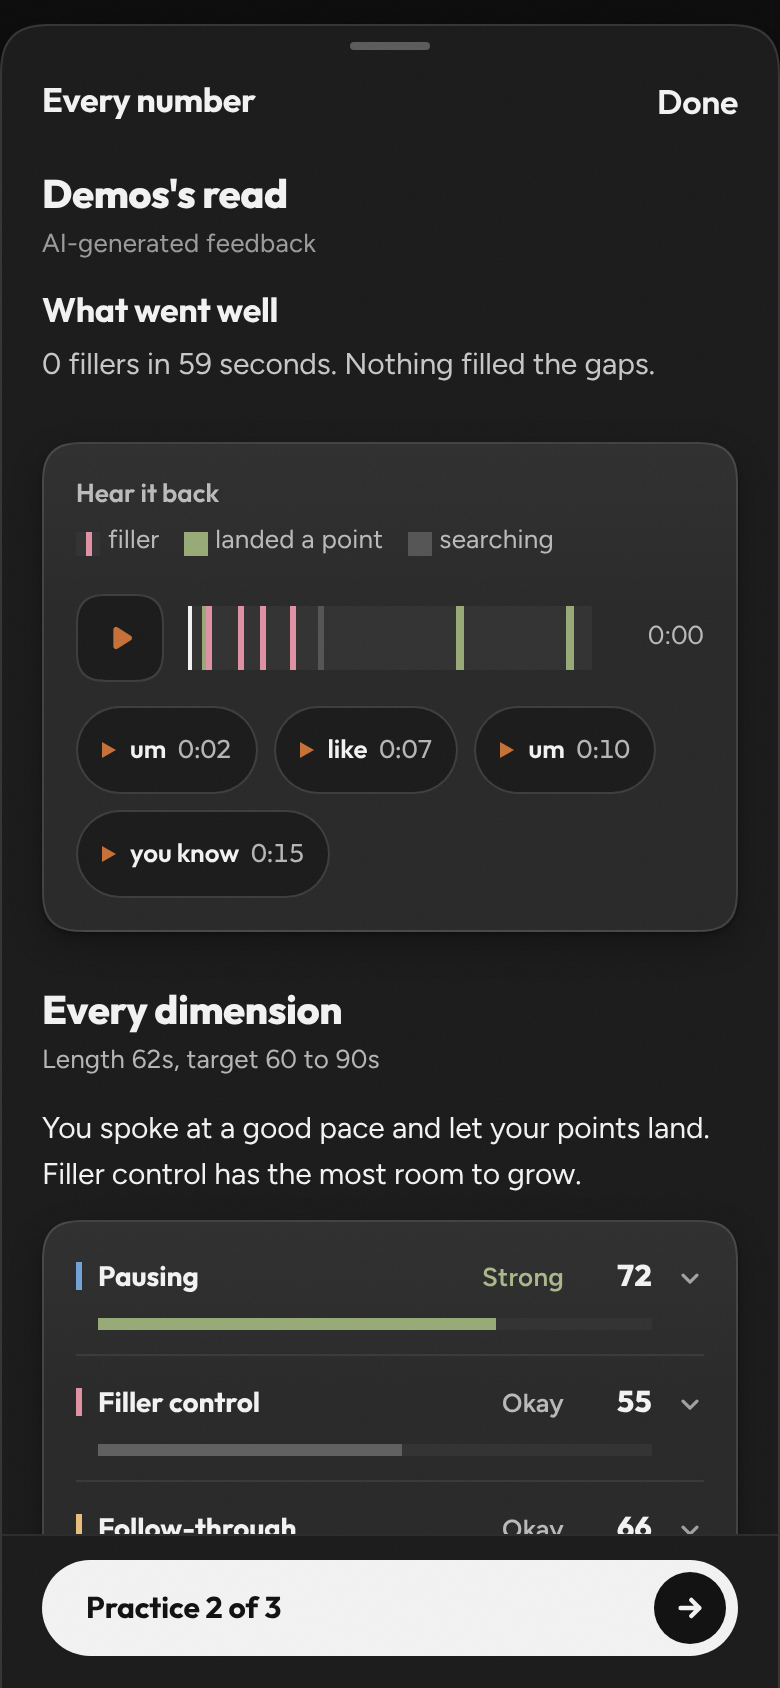 Every number
Done
Demos's read
AI-generated feedback
What went well
0 fillers in 59 seconds. Nothing filled the gaps.
Hear it back
filler landed a point searching
0:00
um 0:02 like 0:07 um 0:10
you know 0:15
Every dimension
Length 62s, target 60 to 90s
You spoke at a good pace and let your points land.
Filler control has the most room to grow.
Pausing Strong 72
Filler control Okay 55
Follow-through Okay 66
Practice 2 of 3